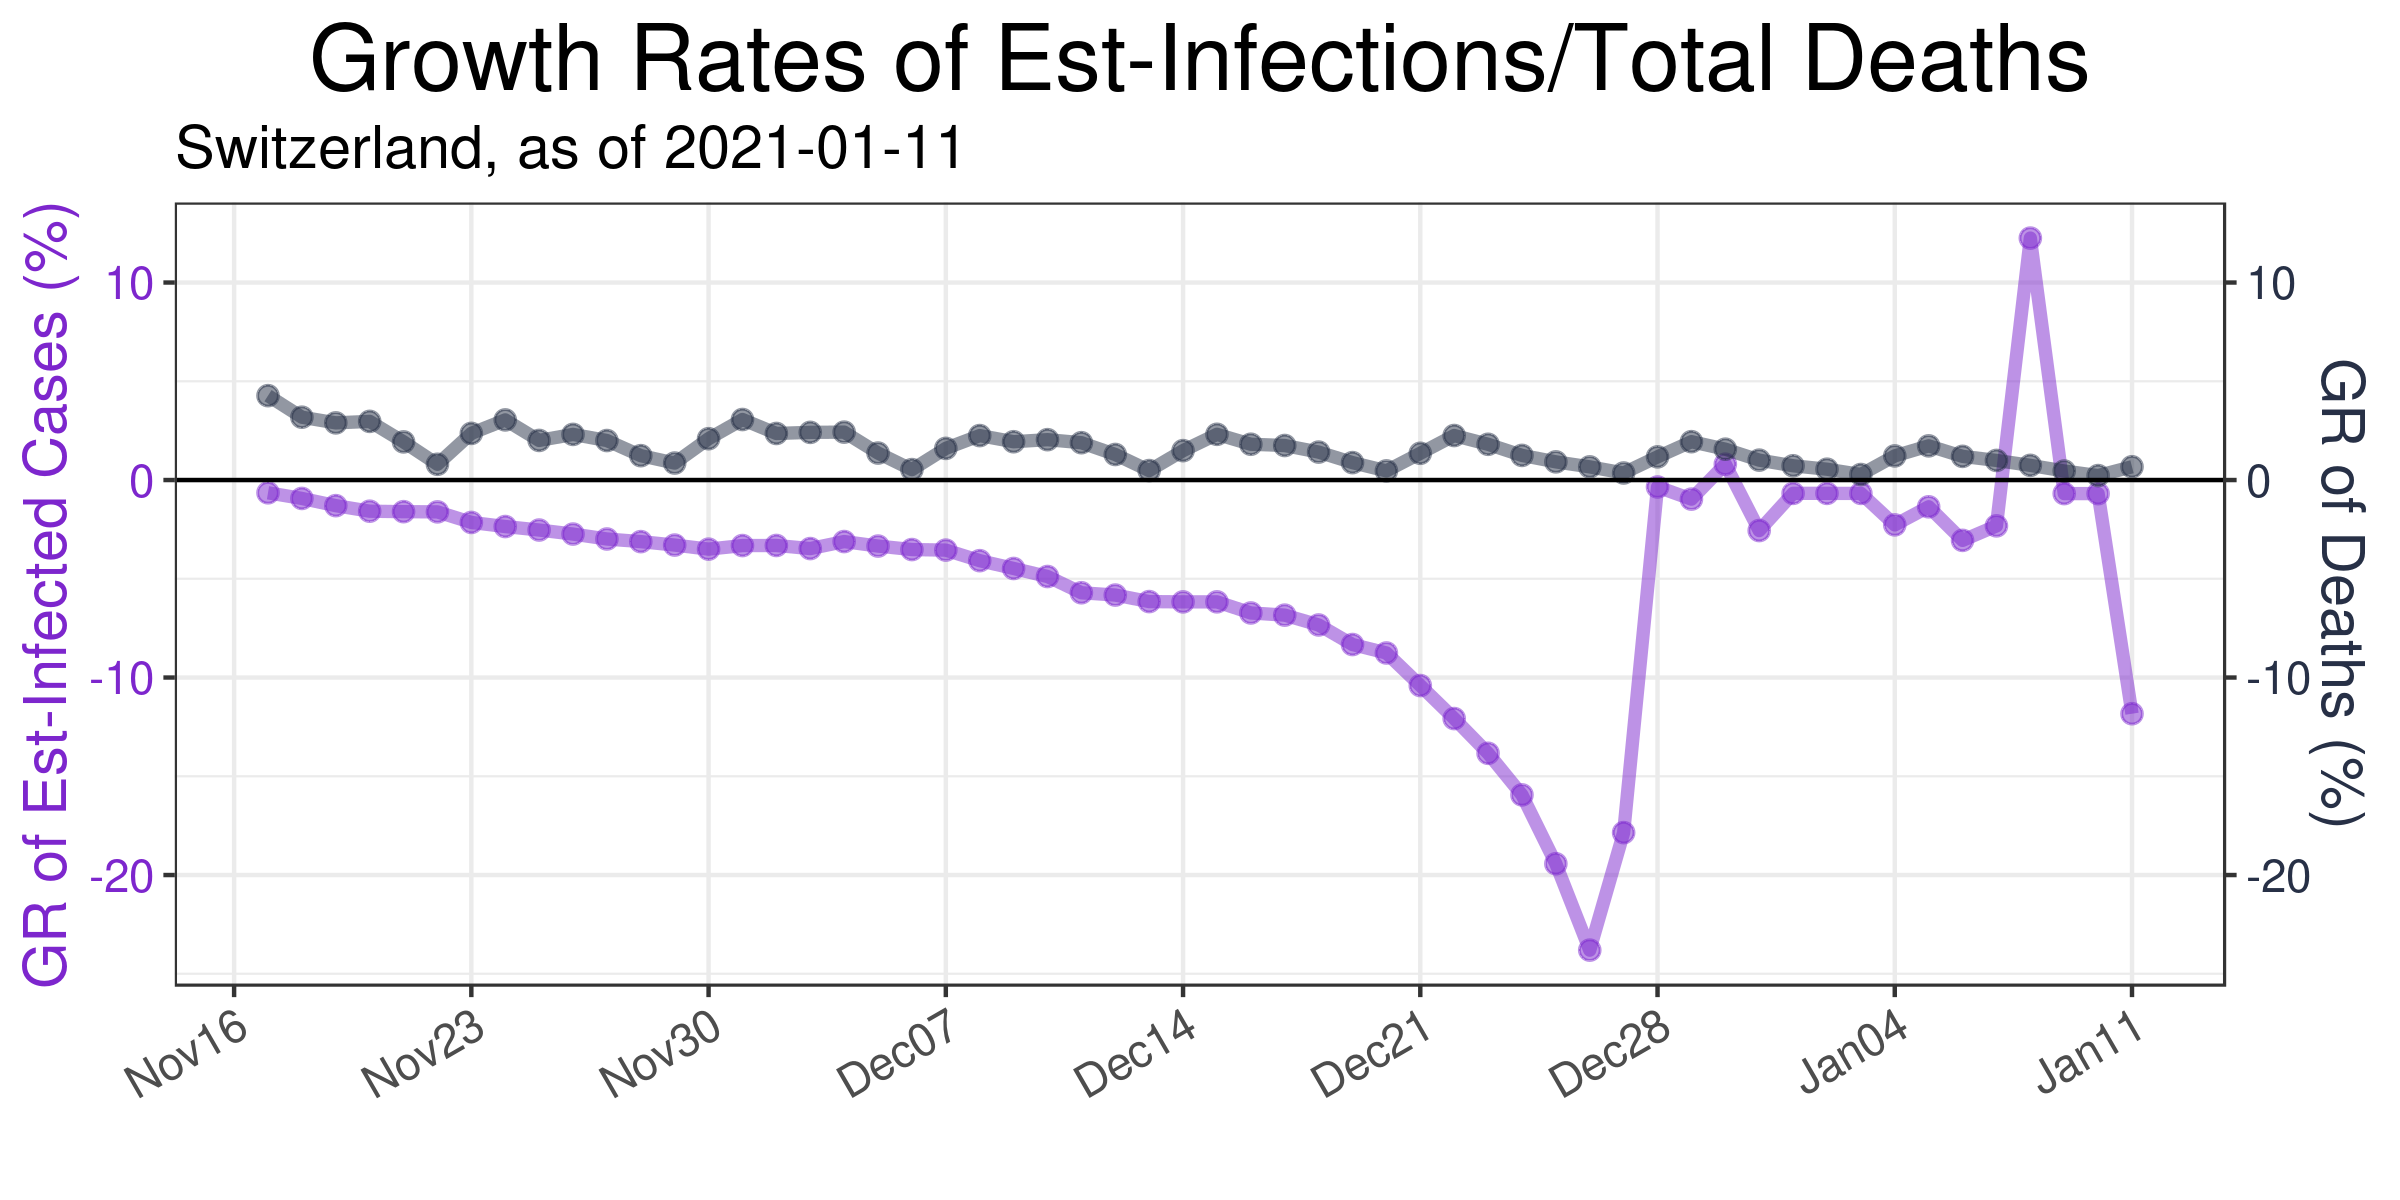 Growth Rates of Est-Infections/Total Deaths
Switzerland, as of 2021-01-11
GR of Est-Infected Cases (%)
10
0
-10
-20
10
0
-10
-20
GR of Deaths (%)
Nov16
Nov23
Nov30
Dec07
Dec14
Dec21
Dec28
Jan04
Jan11